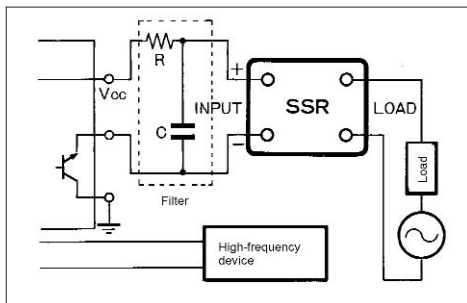 R
+
Vcc
INPUT
SSR
LOAD
C
−
Load
Filter
High-frequency
device